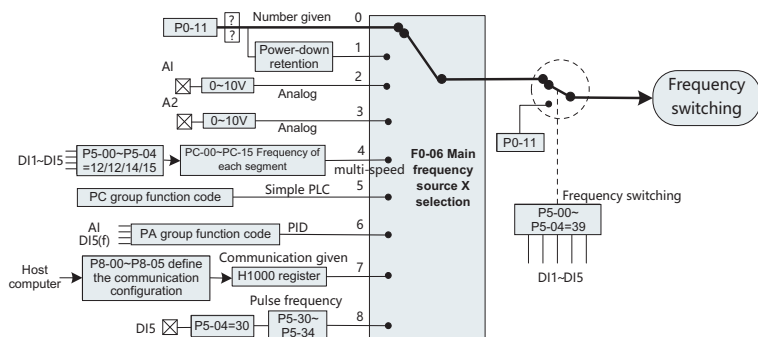 P0-11
?
?
Number given
0
Power-down
retention
1
AI
0~10V
Analog
2
A2
0~10V
Analog
3
DI1~DI5
P5-00~P5-04
=12/12/14/15
PC-00~PC-15 Frequency of
each segment
4
multi-speed
PC group function code
Simple PLC
5
AI
DI5(f)
PA group function code
PID
6
Host
computer
P8-00~P8-05 define
the communication
configuration
Communication given
H1000 register
7
Pulse frequency
DI5
P5-04=30
P5-30~
P5-34
8
F0-06 Main
frequency
source X
selection
P0-11
Frequency
switching
Frequency switching
P5-00~
P5-04=39
DI1~DI5